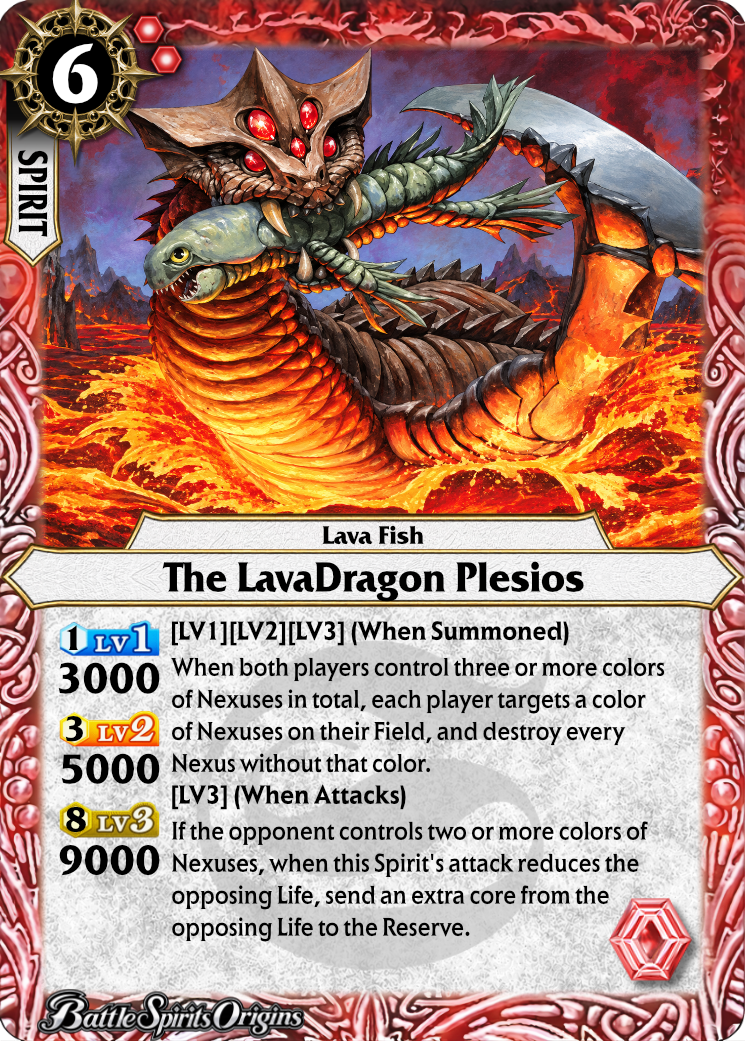 6
SPIRIT
Lava Fish
The LavaDragon Plesios
1 LV1
3000
3 LV2
5000
8 LV3
9000
[LV1][LV2][LV3] (When Summoned)
When both players control three or more colors
of Nexuses in total, each player targets a color
of Nexuses on their Field, and destroy every
Nexus without that color.
[LV3] (When Attacks)
If the opponent controls two or more colors of
Nexuses, when this Spirit's attack reduces the
opposing Life, send an extra core from the
opposing Life to the Reserve.
Battle Spirits Origins